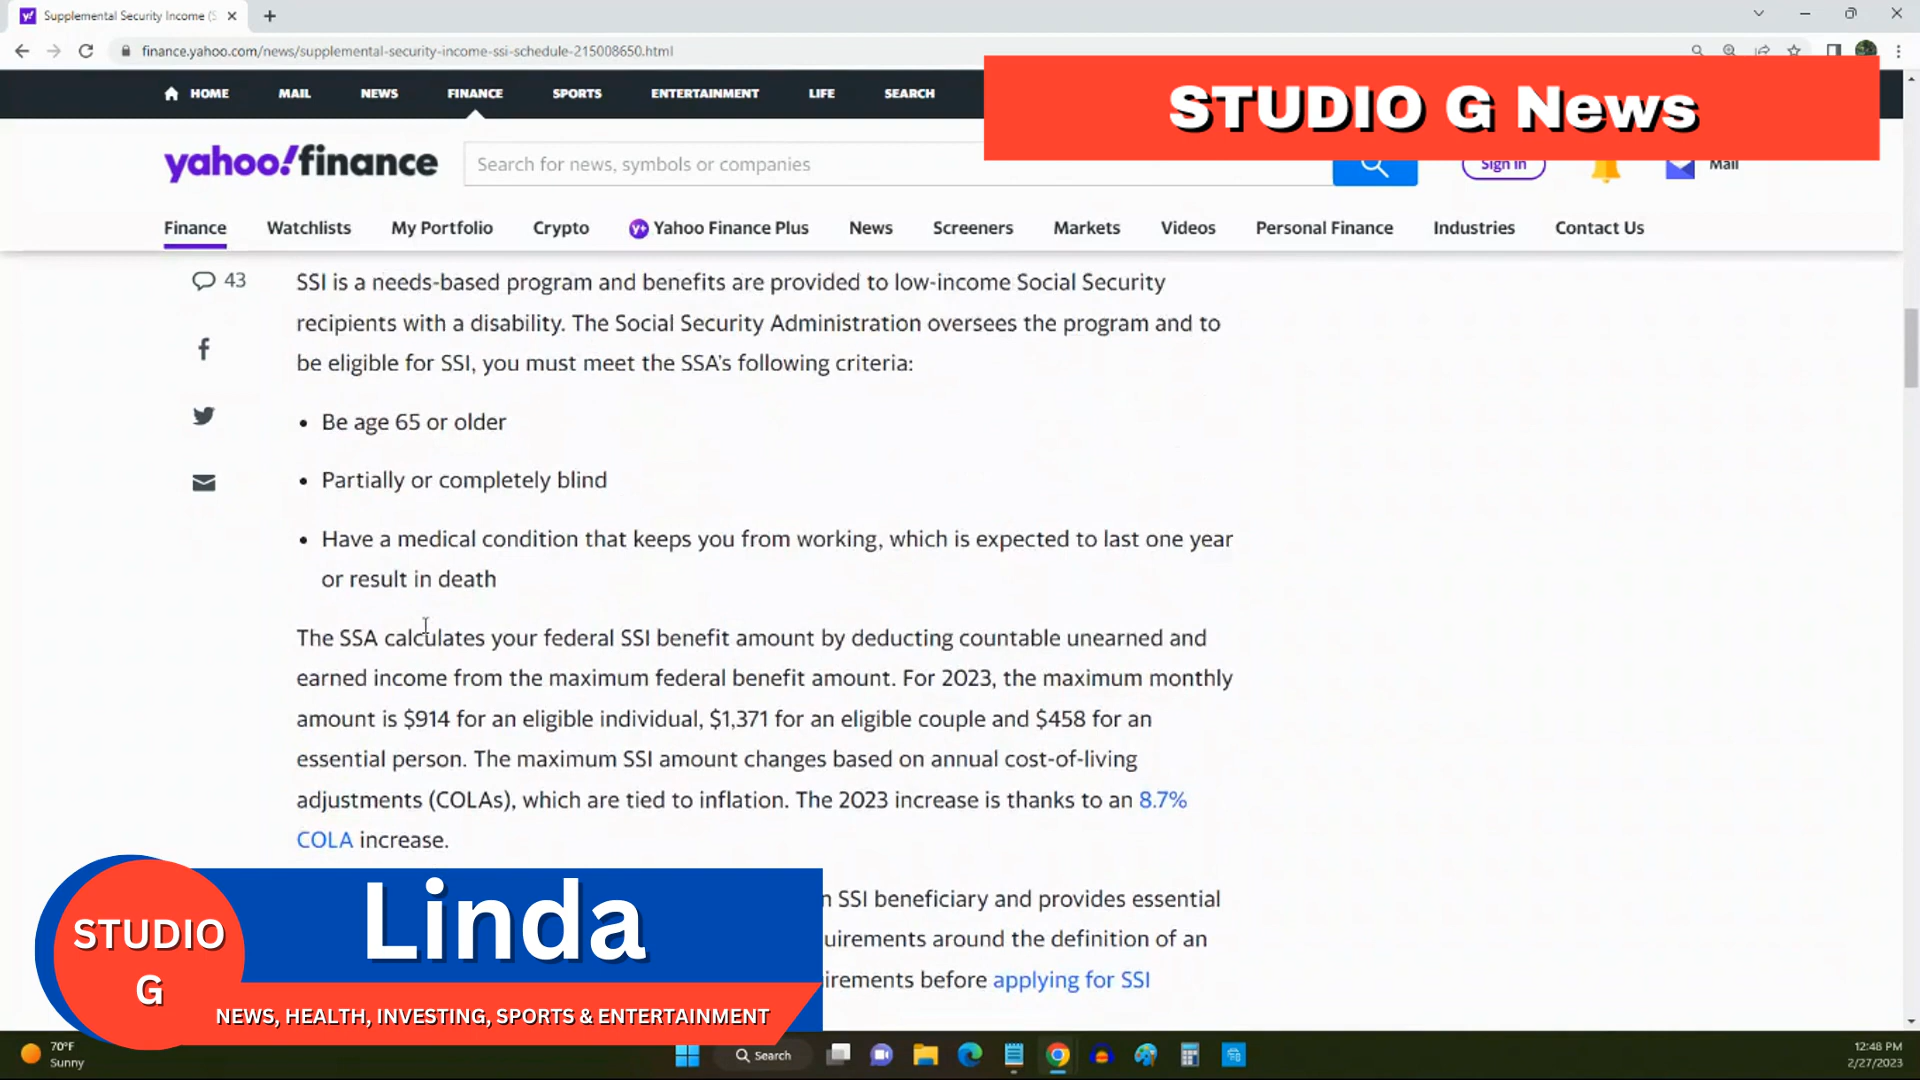 Supplemental Security Income (S
finance.yahoo.com/news/supplemental-security-income-ssi-schedule-215008650.html
HOME MAIL NEWS FINANCE SPORTS ENTERTAINMENT LIFE SEARCH
STUDIO G News
yahoo!finance
Search for news, symbols or companies
Sign in
Mail
Finance Watchlists My Portfolio Crypto Y+ Yahoo Finance Plus News Screeners Markets Videos Personal Finance Industries Contact Us
43
SSI is a needs-based program and benefits are provided to low-income Social Security
recipients with a disability. The Social Security Administration oversees the program and to
be eligible for SSI, you must meet the SSA's following criteria:
• Be age 65 or older
• Partially or completely blind
• Have a medical condition that keeps you from working, which is expected to last one year
or result in death
The SSA calculates your federal SSI benefit amount by deducting countable unearned and
earned income from the maximum federal benefit amount. For 2023, the maximum monthly
amount is $914 for an eligible individual, $1,371 for an eligible couple and $458 for an
essential person. The maximum SSI amount changes based on annual cost-of-living
adjustments (COLAs), which are tied to inflation. The 2023 increase is thanks to an 8.7%
COLA increase.
SSI beneficiary and provides essential
uirements around the definition of an
irements before applying for SSI
Linda
STUDIO
G
NEWS, HEALTH, INVESTING, SPORTS & ENTERTAINMENT
70°F
Sunny
Search
12:48 PM
2/27/2023